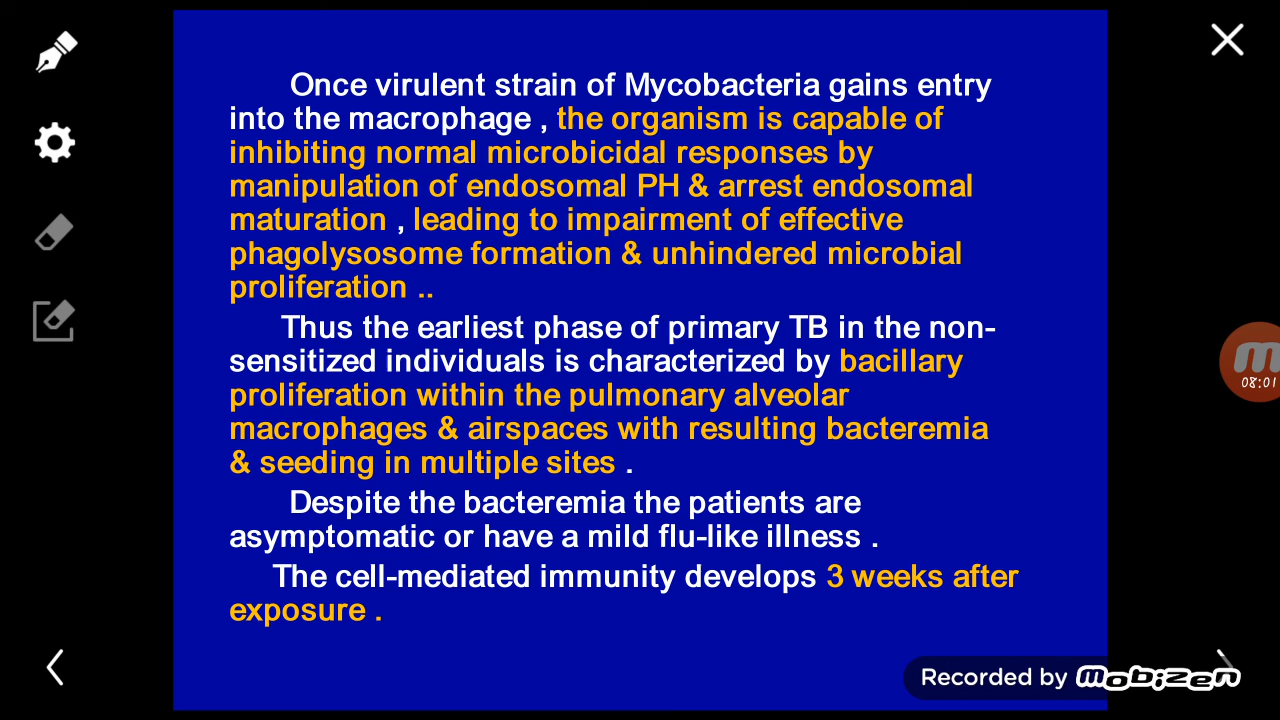 Once virulent strain of Mycobacteria gains entry
into the macrophage , the organism is capable of
inhibiting normal microbicidal responses by
manipulation of endosomal PH & arrest endosomal
maturation , leading to impairment of effective
phagolysosome formation & unhindered microbial
proliferation ..
Thus the earliest phase of primary TB in the non-
sensitized individuals is characterized by bacillary
proliferation within the pulmonary alveolar
macrophages & airspaces with resulting bacteremia
& seeding in multiple sites .
Despite the bacteremia the patients are
asymptomatic or have a mild flu-like illness .
The cell-mediated immunity develops 3 weeks after
exposure .
08:01
Recorded by Mobizen